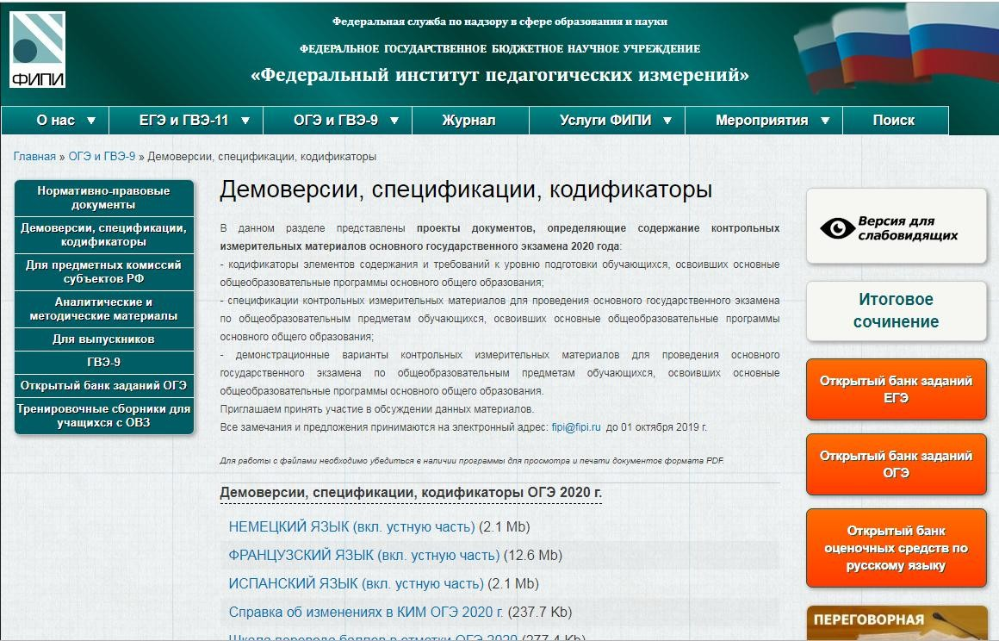 ФИПИ
Федеральная служба по надзору в сфере образования и науки
ФЕДЕРАЛЬНОЕ ГОСУДАРСТВЕННОЕ БЮДЖЕТНОЕ НАУЧНОЕ УЧРЕЖДЕНИЕ
«Федеральный институт педагогических измерений»
О нас ▼ ЕГЭ и ГВЭ-11 ▼ ОГЭ и ГВЭ-9 ▼ Журнал Услуги ФИПИ ▼ Мероприятия ▼ Поиск
Главная » ОГЭ и ГВЭ-9 » Демоверсии, спецификации, кодификаторы
Нормативно-правовые
документы
Демоверсии, спецификации,
кодификаторы
Для предметных комиссий
субъектов РФ
Аналитические и
методические материалы
Для выпускников
ГВЭ-9
Открытый банк заданий ОГЭ
Тренировочные сборники для
учащихся с ОВЗ
Демоверсии, спецификации, кодификаторы
В данном разделе представлены проекты документов, определяющие содержание контрольных
измерительных материалов основного государственного экзамена 2020 года:
- кодификаторы элементов содержания и требований к уровню подготовки обучающихся, освоивших основные
общеобразовательные программы основного общего образования;
- спецификации контрольных измерительных материалов для проведения основного государственного экзамена
по общеобразовательным предметам обучающихся, освоивших основные общеобразовательные программы
основного общего образования;
- демонстрационные варианты контрольных измерительных материалов для проведения основного
государственного экзамена по общеобразовательным предметам обучающихся, освоивших основные
общеобразовательные программы основного общего образования.
Приглашаем принять участие в обсуждении данных материалов.
Все замечания и предложения принимаются на электронный адрес: fipi@fipi.ru до 01 октября 2019 г.
Для работы с файлами необходимо убедиться в наличии программы для просмотра и печати документов формата PDF.
Демоверсии, спецификации, кодификаторы ОГЭ 2020 г.
НЕМЕЦКИЙ ЯЗЫК (вкл. устную часть) (2.1 Mb)
ФРАНЦУЗСКИЙ ЯЗЫК (вкл. устную часть) (12.6 Mb)
ИСПАНСКИЙ ЯЗЫК (вкл. устную часть) (2.1 Mb)
Справка об изменениях в КИМ ОГЭ 2020 г. (237.7 Kb)
Шкала перевода баллов в отметки ОГЭ 2020 (277.4 Kb)
Версия для
слабовидящих
Итоговое
сочинение
Открытый банк заданий
ЕГЭ
Открытый банк заданий
ОГЭ
Открытый банк
оценочных средств по
русскому языку
ПЕРЕГОВОРНАЯ